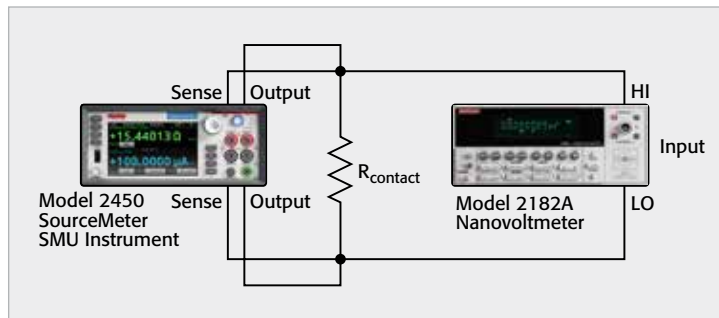 Sense
Output
HI
+15.44013 Ω
+100.0000 µA
R contact
Input
Sense
Output
LO
Model 2450
SourceMeter
SMU Instrument
Model 2182A
Nanovoltmeter